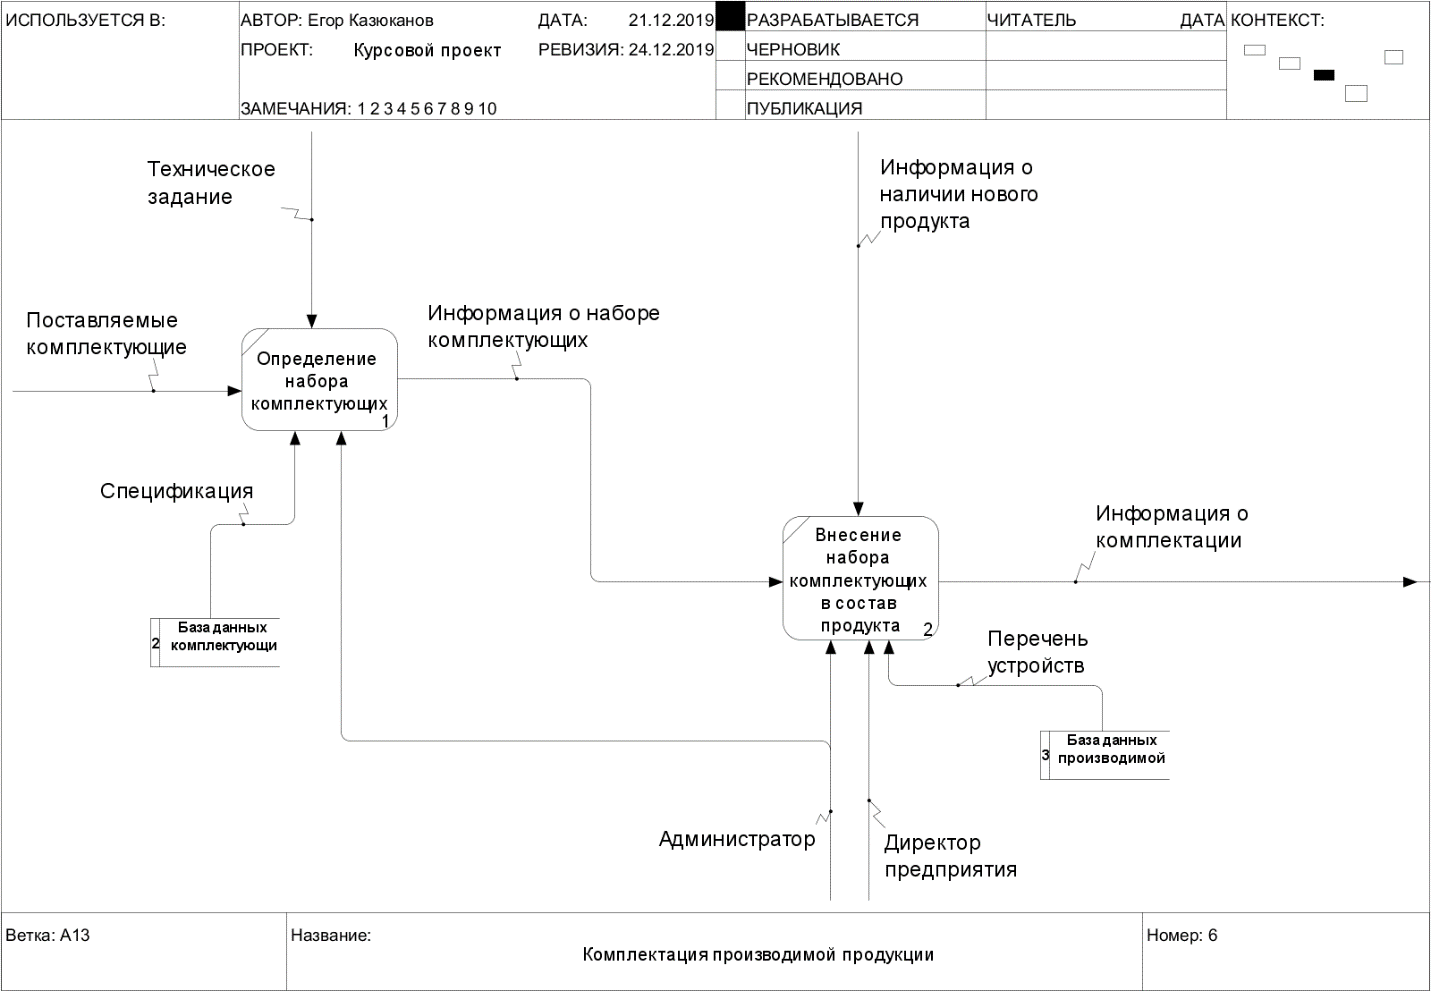 ИСПОЛЬЗУЕТСЯ В:
АВТОР: Егор Казюканов
ДАТА: 21.12.2019
РАЗРАБАТЫВАЕТСЯ
ЧИТАТЕЛЬ
ДАТА
КОНТЕКСТ:
ПРОЕКТ: Курсовой проект
РЕВИЗИЯ: 24.12.2019
ЧЕРНОВИК
РЕКОМЕНДОВАНО
ЗАМЕЧАНИЯ: 1 2 3 4 5 6 7 8 9 10
ПУБЛИКАЦИЯ
Техническое
задание
Информация о
наличии нового
продукта
Поставляемые
комплектующие
Информация о наборе
комплектующих
Определение
набора
комплектующих
1
Спецификация
Информация о
комплектации
Внесение
набора
комплектующих
в состав
продукта
2
База данных
2 комплектующи
Перечень
устройств
База данных
3 производимой
Администратор
Директор
предприятия
Ветка: А13
Название:
Комплектация производимой продукции
Номер: 6